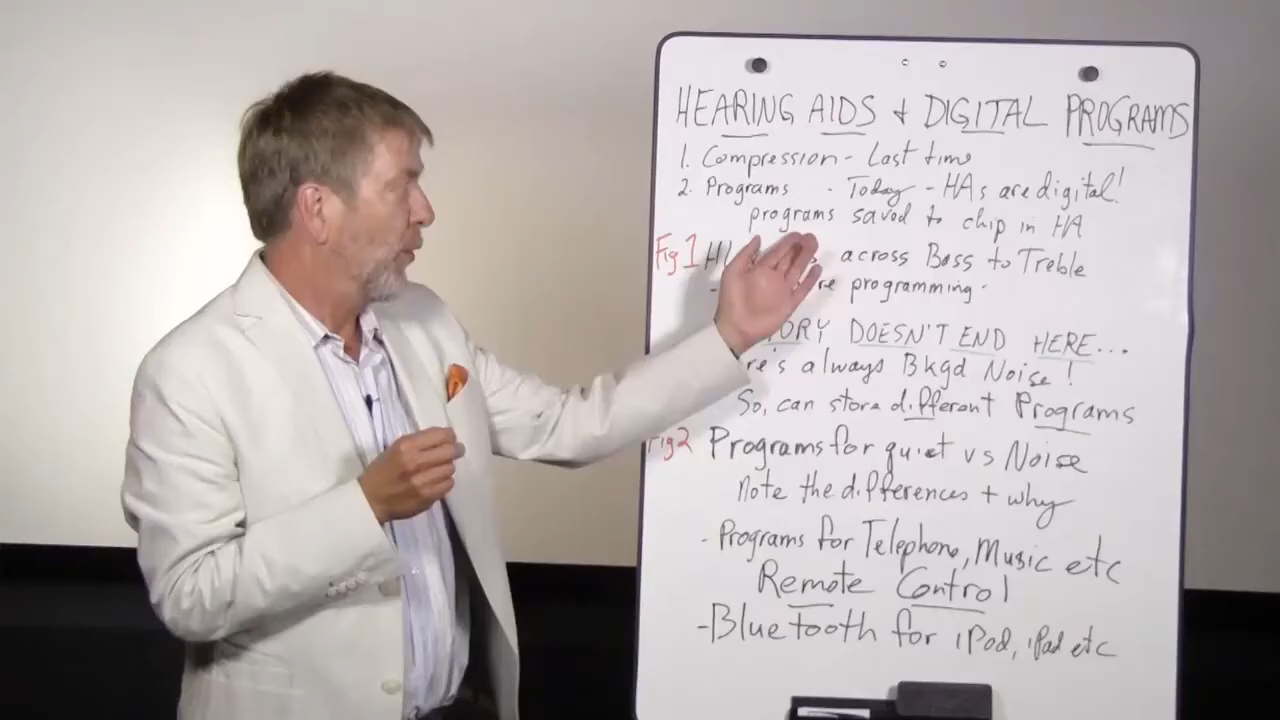 HEARING AIDS + DIGITAL PROGRAMS
1. Compression - Last time
2. Programs - Today - HAs are digital!
programs saved to chip in HA
Fig 1 across Bass to Treble
programming.
DOESN'T END HERE...
always Bkgd Noise!
So, can store different Programs
Fig 2 Programs for quiet vs Noise
Note the differences + why
- Programs for Telephone, Music etc
Remote Control
- Bluetooth for iPod, iPad etc